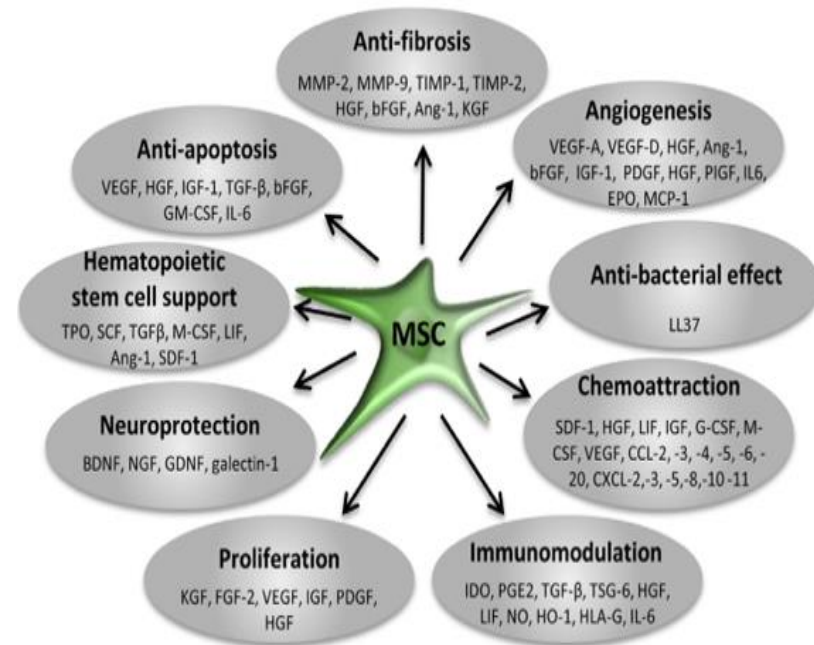 Anti-fibrosis
MMP-2, MMP-9, TIMP-1, TIMP-2,
HGF, bFGF, Ang-1, KGF
Angiogenesis
VEGF-A, VEGF-D, HGF, Ang-1,
bFGF, IGF-1, PDGF, HGF, PIGF, IL6,
EPO, MCP-1
Anti-apoptosis
VEGF, HGF, IGF-1, TGF-β, bFGF,
GM-CSF, IL-6
Anti-bacterial effect
LL37
Hematopoietic
stem cell support
TPO, SCF, TGFβ, M-CSF, LIF,
Ang-1, SDF-1
MSC
Chemoattraction
SDF-1, HGF, LIF, IGF, G-CSF, M-
CSF, VEGF, CCL-2, -3, -4, -5, -6, -
20, CXCL-2,-3, -5,-8,-10 -11
Neuroprotection
BDNF, NGF, GDNF, galectin-1
Proliferation
KGF, FGF-2, VEGF, IGF, PDGF,
HGF
Immunomodulation
IDO, PGE2, TGF-β, TSG-6, HGF,
LIF, NO, HO-1, HLA-G, IL-6